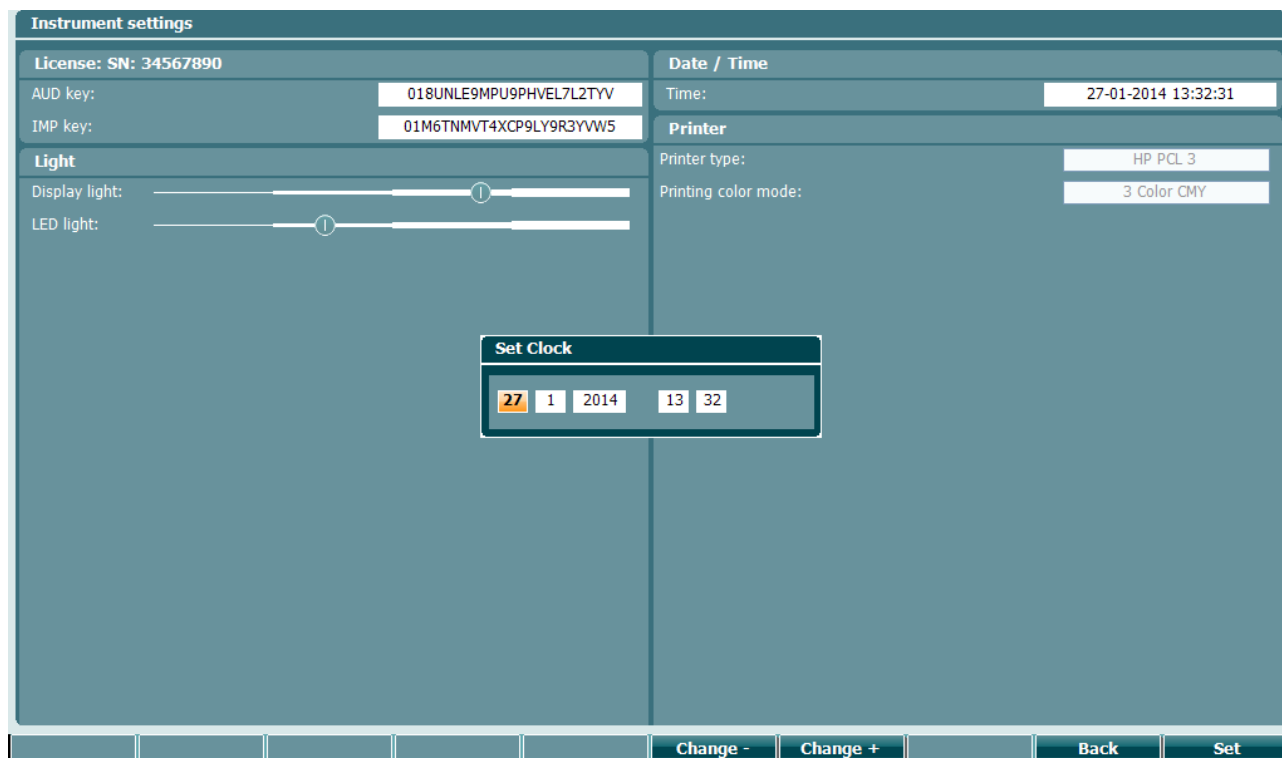 Instrument settings
License: SN: 34567890
AUD key: 018UNLE9MPU9PHVEL7L2TYV
IMP key: 01M6TNMVT4XCP9LY9R3YVW5
Light
Display light:
LED light:
Date / Time
Time: 27-01-2014 13:32:31
Printer
Printer type: HP PCL 3
Printing color mode: 3 Color CMY
Set Clock
27 1 2014 13 32
Change - Change + Back Set